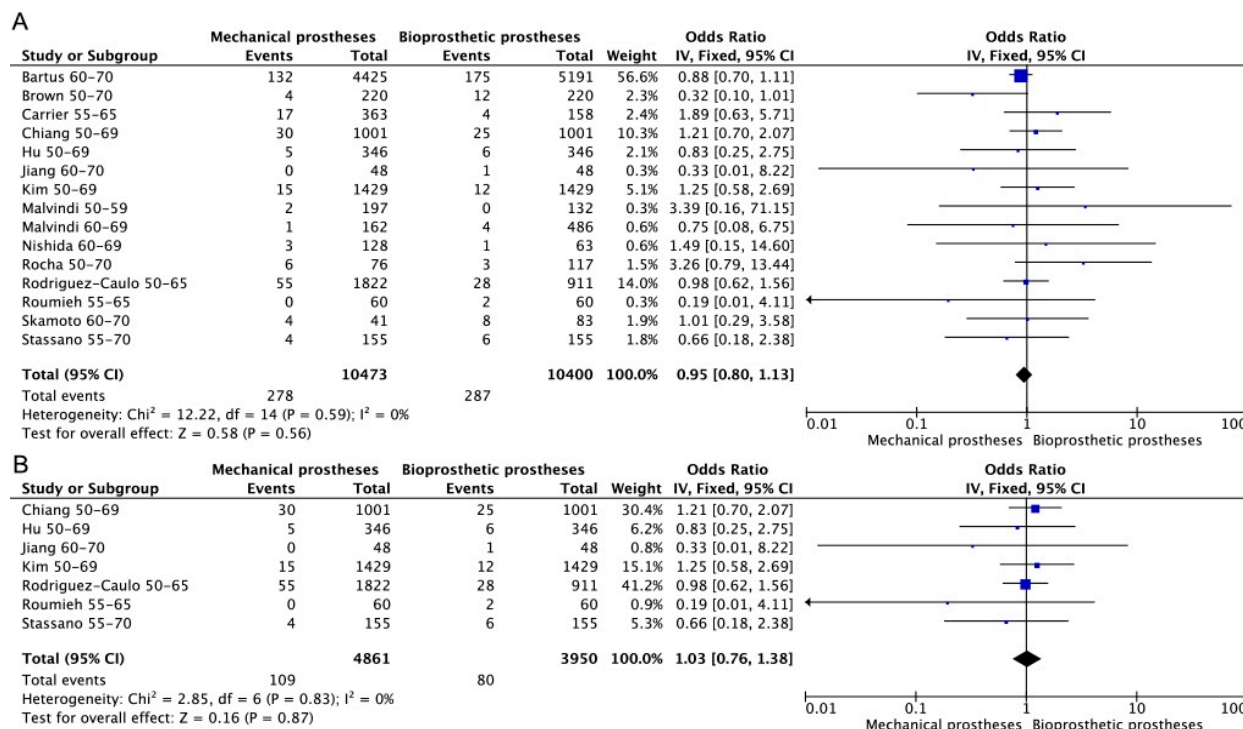 A
Mechanical prostheses Bioprosthetic prostheses Odds Ratio Odds Ratio
Study or Subgroup Events Total Events Total Weight IV, Fixed, 95% CI IV, Fixed, 95% CI
Bartus 60-70 132 4425 175 5191 56.6% 0.88 [0.70, 1.11]
Brown 50-70 4 220 12 220 2.3% 0.32 [0.10, 1.01]
Carrier 55-65 17 363 4 158 2.4% 1.89 [0.63, 5.71]
Chiang 50-69 30 1001 25 1001 10.3% 1.21 [0.70, 2.07]
Hu 50-69 5 346 6 346 2.1% 0.83 [0.25, 2.75]
Jiang 60-70 0 48 1 48 0.3% 0.33 [0.01, 8.22]
Kim 50-69 15 1429 12 1429 5.1% 1.25 [0.58, 2.69]
Malvindi 50-59 2 197 0 132 0.3% 3.39 [0.16, 71.15]
Malvindi 60-69 1 162 4 486 0.6% 0.75 [0.08, 6.75]
Nishida 60-69 3 128 1 63 0.6% 1.49 [0.15, 14.60]
Rocha 50-70 6 76 3 117 1.5% 3.26 [0.79, 13.44]
Rodriguez-Caulo 50-65 55 1822 28 911 14.0% 0.98 [0.62, 1.56]
Roumieh 55-65 0 60 2 60 0.3% 0.19 [0.01, 4.11]
Skamoto 60-70 4 41 8 83 1.9% 1.01 [0.29, 3.58]
Stassano 55-70 4 155 6 155 1.8% 0.66 [0.18, 2.38]
Total (95% CI) 10473 10400 100.0% 0.95 [0.80, 1.13]
Total events 278 287
Heterogeneity: Chi² = 12.22, df = 14 (P = 0.59); I² = 0%
Test for overall effect: Z = 0.58 (P = 0.56)
0.01 0.1 1 10 100
Mechanical prostheses Bioprosthetic prostheses
B
Mechanical prostheses Bioprosthetic prostheses Odds Ratio Odds Ratio
Study or Subgroup Events Total Events Total Weight IV, Fixed, 95% CI IV, Fixed, 95% CI
Chiang 50-69 30 1001 25 1001 30.4% 1.21 [0.70, 2.07]
Hu 50-69 5 346 6 346 6.2% 0.83 [0.25, 2.75]
Jiang 60-70 0 48 1 48 0.8% 0.33 [0.01, 8.22]
Kim 50-69 15 1429 12 1429 15.1% 1.25 [0.58, 2.69]
Rodriguez-Caulo 50-65 55 1822 28 911 41.2% 0.98 [0.62, 1.56]
Roumieh 55-65 0 60 2 60 0.9% 0.19 [0.01, 4.11]
Stassano 55-70 4 155 6 155 5.3% 0.66 [0.18, 2.38]
Total (95% CI) 4861 3950 100.0% 1.03 [0.76, 1.38]
Total events 109 80
Heterogeneity: Chi² = 2.85, df = 6 (P = 0.83); I² = 0%
Test for overall effect: Z = 0.16 (P = 0.87)
0.01 0.1 1 10 100
Mechanical prostheses Bioprosthetic prostheses